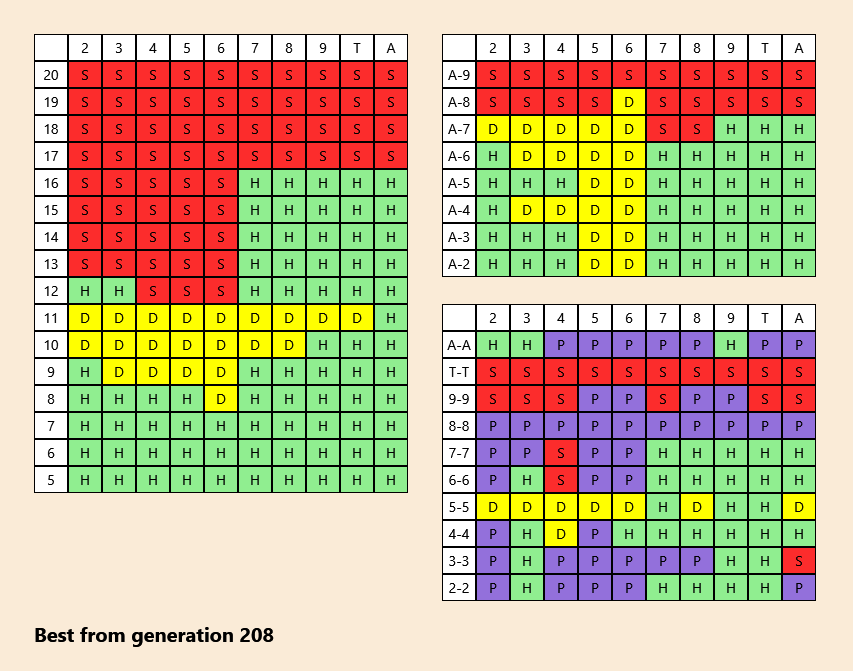 2 3 4 5 6 7 8 9 T A
20 S S S S S S S S S S
19 S S S S S S S S S S
18 S S S S S S S S S S
17 S S S S S S S S S S
16 S S S S S H H H H H
15 S S S S S H H H H H
14 S S S S S H H H H H
13 S S S S S H H H H H
12 H H S S S H H H H H
11 D D D D D D D D D H
10 D D D D D D D H H H
9 H D D D D H H H H H
8 H H H H D H H H H H
7 H H H H H H H H H H
6 H H H H H H H H H H
5 H H H H H H H H H H
2 3 4 5 6 7 8 9 T A
A-9 S S S S S S S S S S
A-8 S S S S D S S S S S
A-7 D D D D D S S H H H
A-6 H D D D D H H H H H
A-5 H H H D D H H H H H
A-4 H D D D D H H H H H
A-3 H H H D D H H H H H
A-2 H H H D D H H H H H
2 3 4 5 6 7 8 9 T A
A-A H H P P P P P H P P
T-T S S S S S S S S S S
9-9 S S S P P S P P S S
8-8 P P P P P P P P P P
7-7 P P S P P H H H H H
6-6 P H S P P H H H H H
5-5 D D D D D H D H H D
4-4 P H D P H H H H H H
3-3 P H P P P P P H H S
2-2 P H P P P H H H H P
Best from generation 208